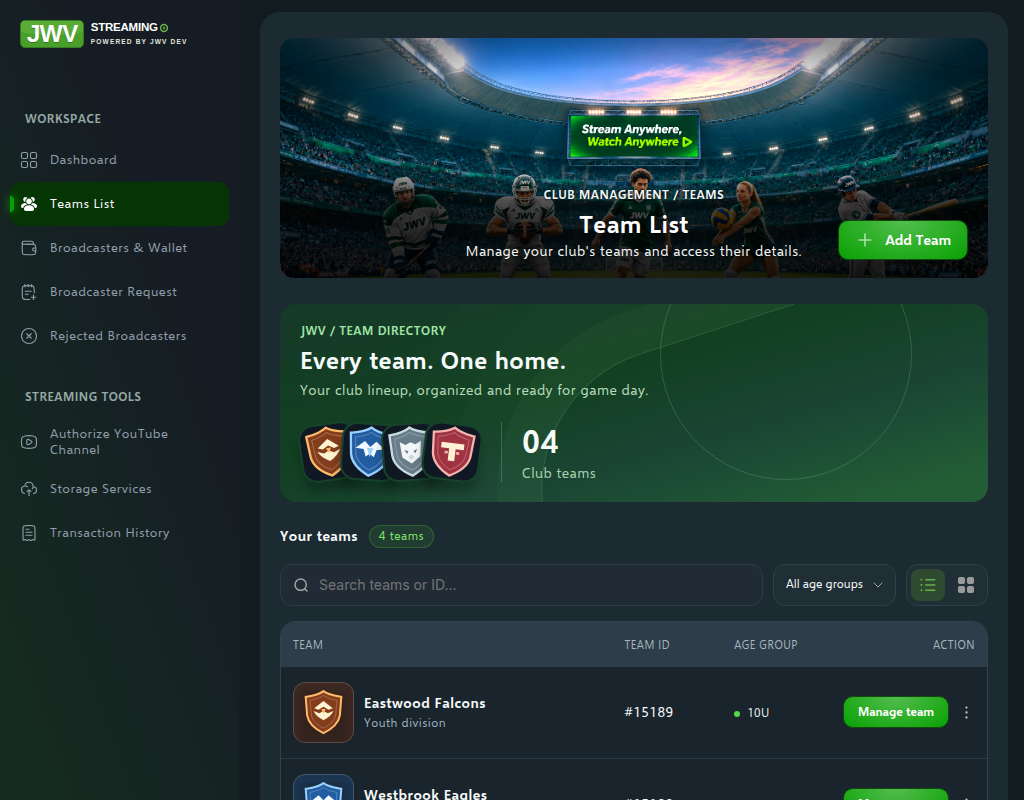 JWV STREAMING
POWERED BY JWV DEV
WORKSPACE
Dashboard
Teams List
Broadcasters & Wallet
Broadcaster Request
Rejected Broadcasters
STREAMING TOOLS
Authorize YouTube
Channel
Storage Services
Transaction History
Stream Anywhere,
Watch Anywhere
CLUB MANAGEMENT / TEAMS
Team List
Manage your club's teams and access their details.
Add Team
JWV / TEAM DIRECTORY
Every team. One home.
Your club lineup, organized and ready for game day.
04
Club teams
Your teams
4 teams
Search teams or ID...
All age groups
TEAM
TEAM ID
AGE GROUP
ACTION
Eastwood Falcons
Youth division
#15189
10U
Manage team
Westbrook Eagles